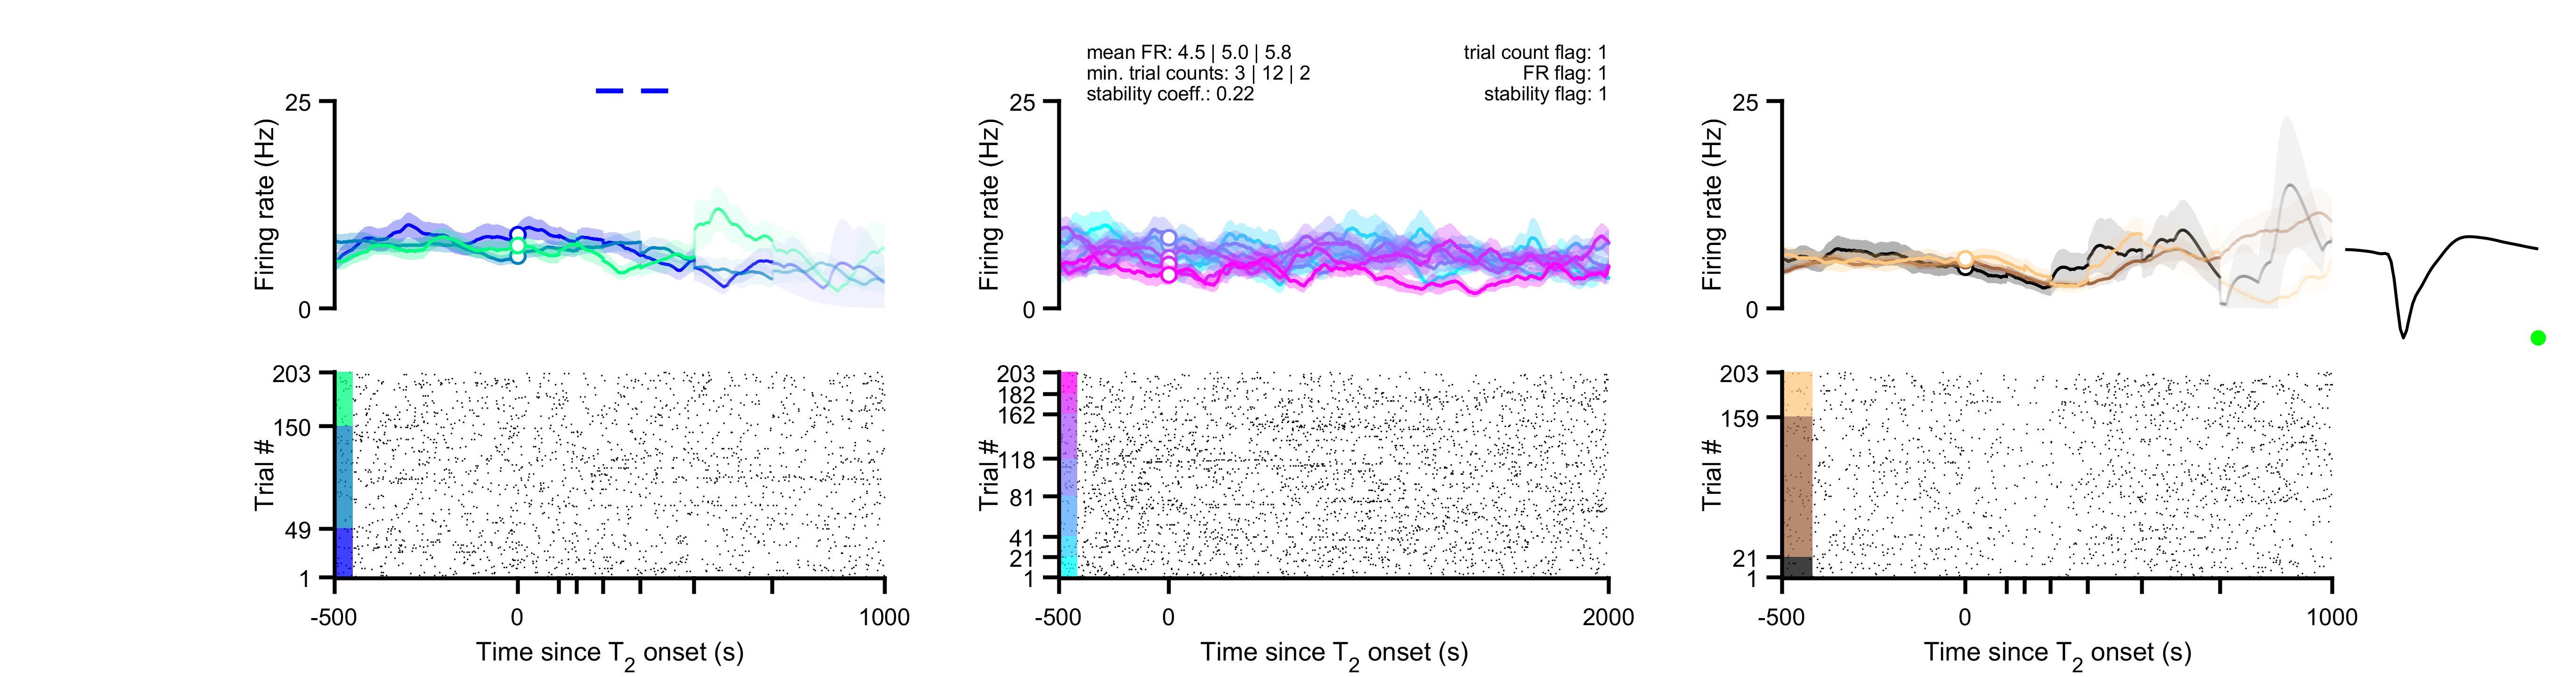 mean FR: 4.5 | 5.0 | 5.8
min. trial counts: 3 | 12 | 2
stability coeff.: 0.22
trial count flag: 1
FR flag: 1
stability flag: 1
25
0
Firing rate (Hz)
25
0
Firing rate (Hz)
25
0
Firing rate (Hz)
203
150
49
1
Trial #
-500
0
1000
Time since T2 onset (s)
203
182
162
118
81
41
21
1
Trial #
-500
0
2000
Time since T2 onset (s)
203
159
21
1
Trial #
-500
0
1000
Time since T2 onset (s)